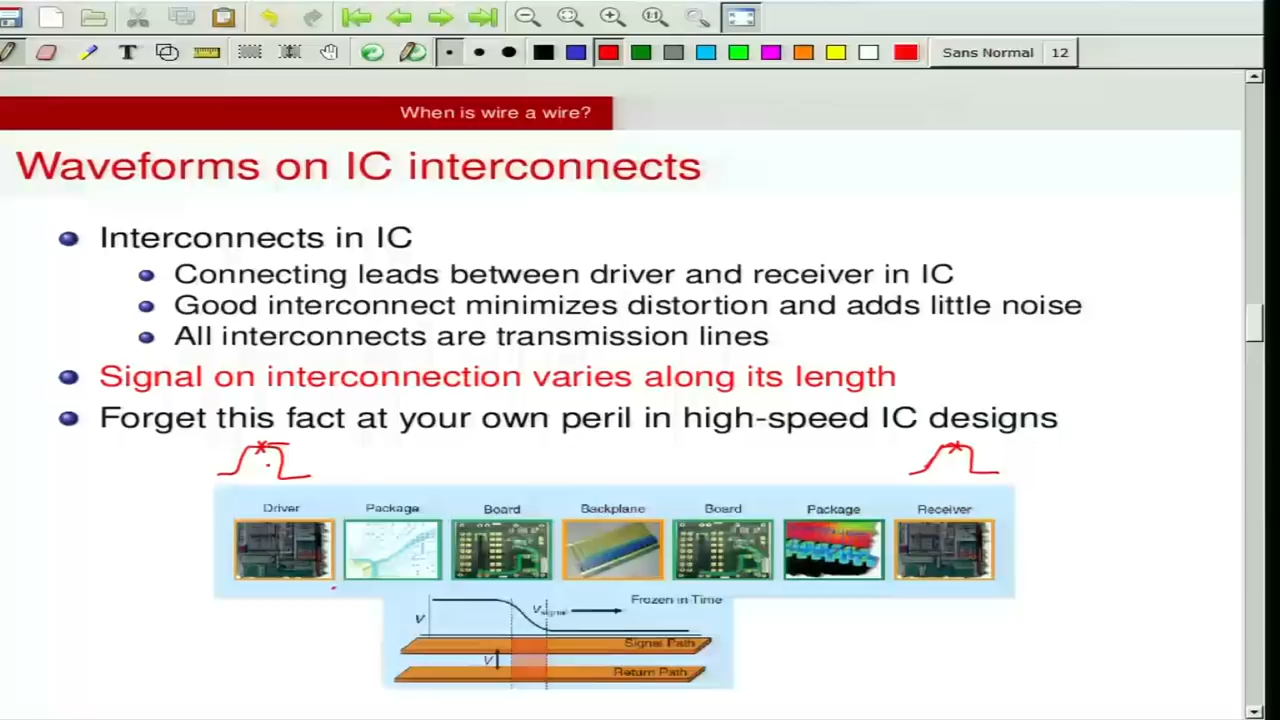 Sans Normal 12
When is wire a wire?
Waveforms on IC interconnects
Interconnects in IC
Connecting leads between driver and receiver in IC
Good interconnect minimizes distortion and adds little noise
All interconnects are transmission lines
Signal on interconnection varies along its length
Forget this fact at your own peril in high-speed IC designs
Driver Package Board Backplane Board Package Receiver
V Vsignal Frozen in Time
Signal Path
V
Return Path